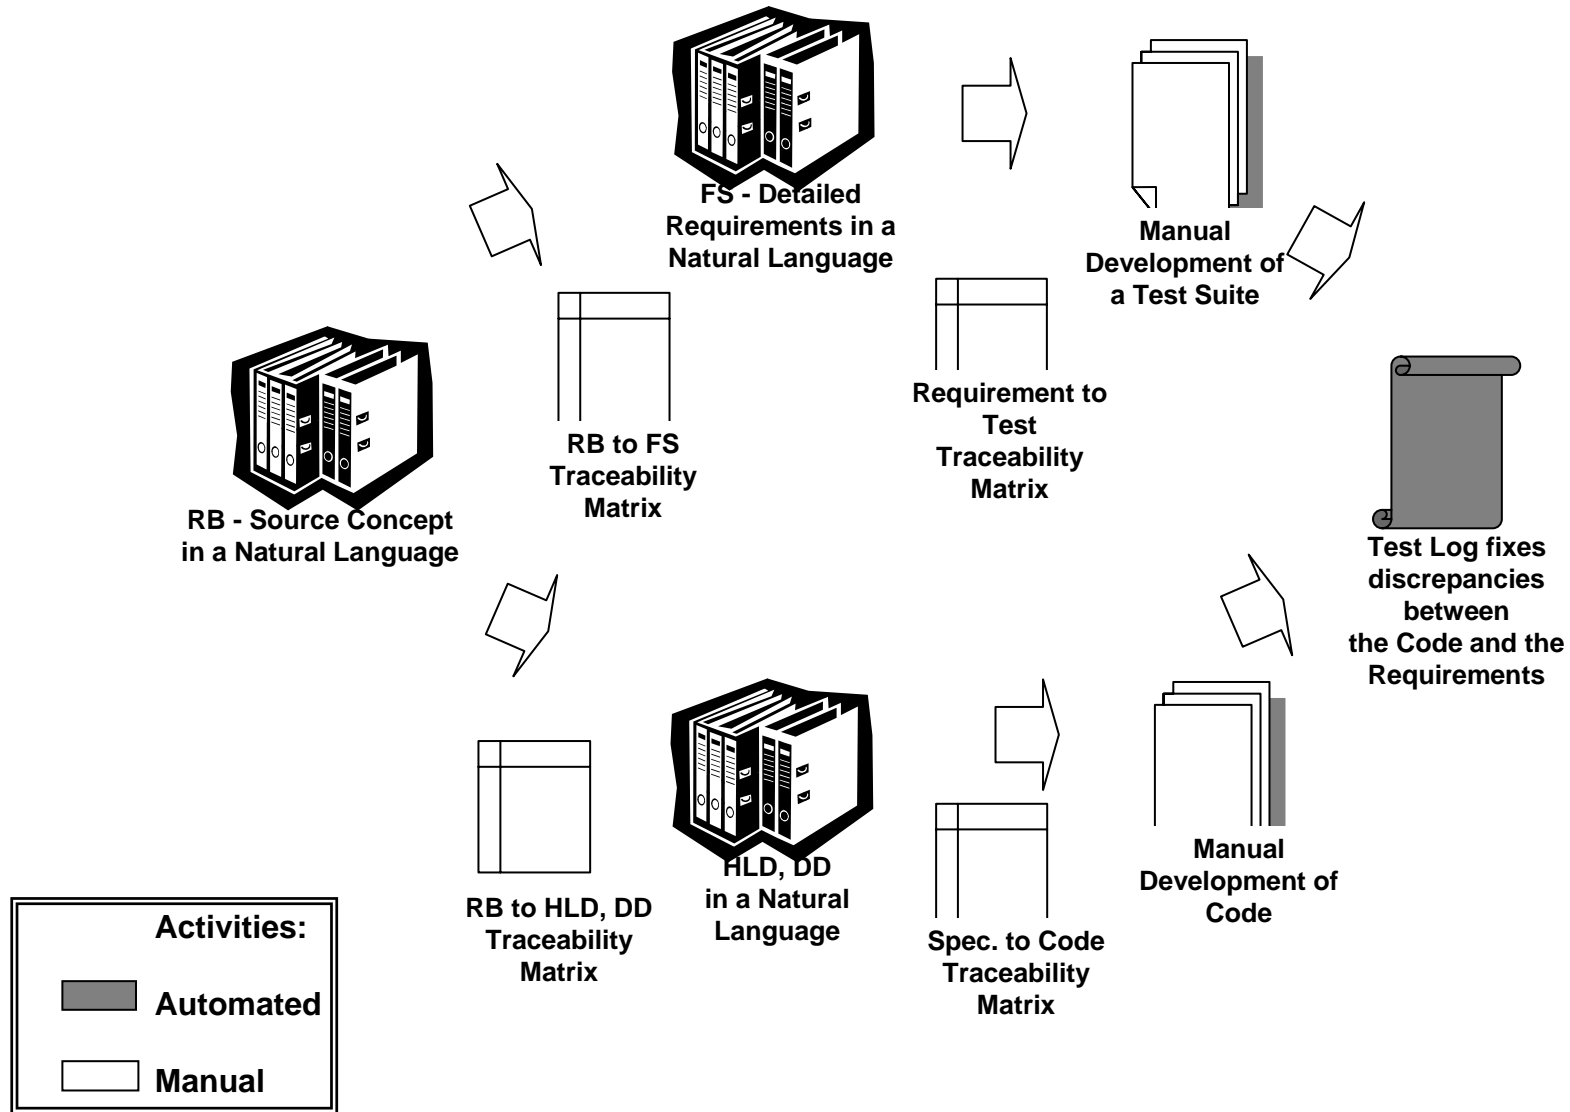 FS - Detailed
Requirements in a
Natural Language
Manual
Development of
a Test Suite
RB to FS
Traceability
Matrix
Requirement to
Test
Traceability
Matrix
RB - Source Concept
in a Natural Language
Test Log fixes
discrepancies
between
the Code and the
Requirements
RB to HLD, DD
Traceability
Matrix
HLD, DD
in a Natural
Language
Spec. to Code
Traceability
Matrix
Manual
Development of
Code
Activities:
Automated
Manual